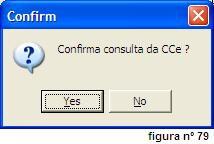 Confirm
Confirma consulta da CCe ?
Yes
No
figura nº 79